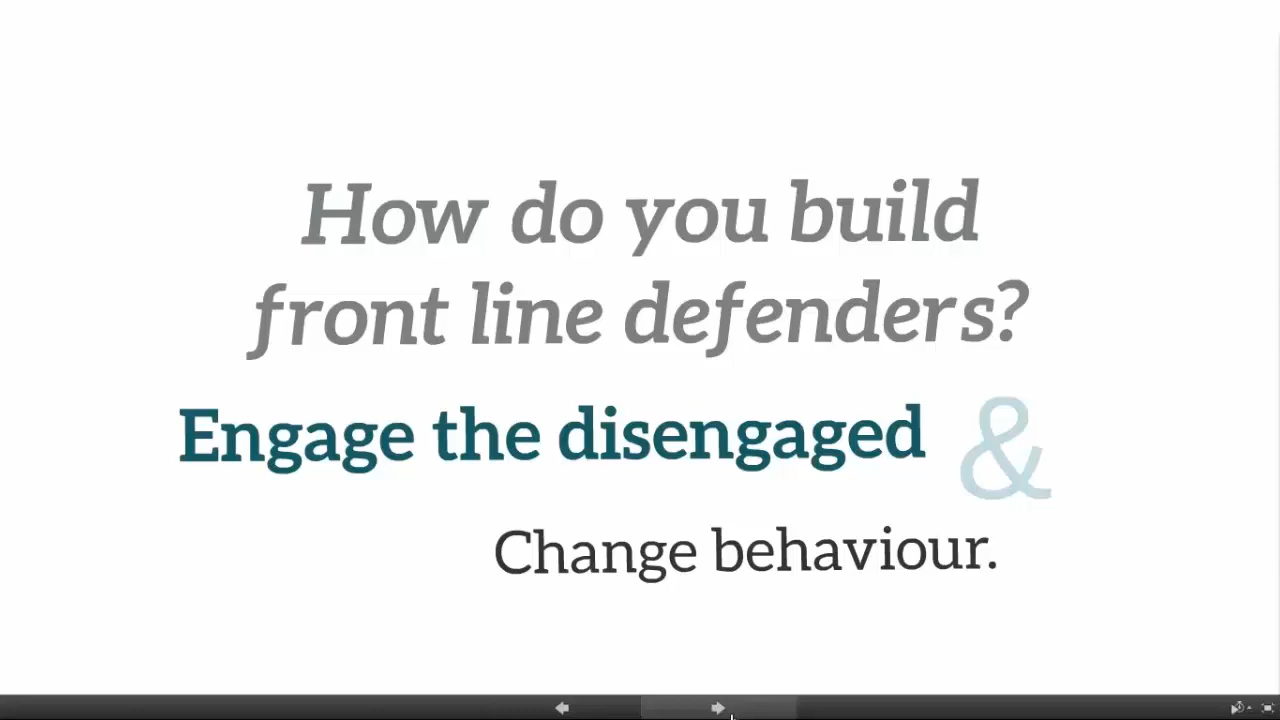 How do you build
front line defenders?
Engage the disengaged &
Change behaviour.